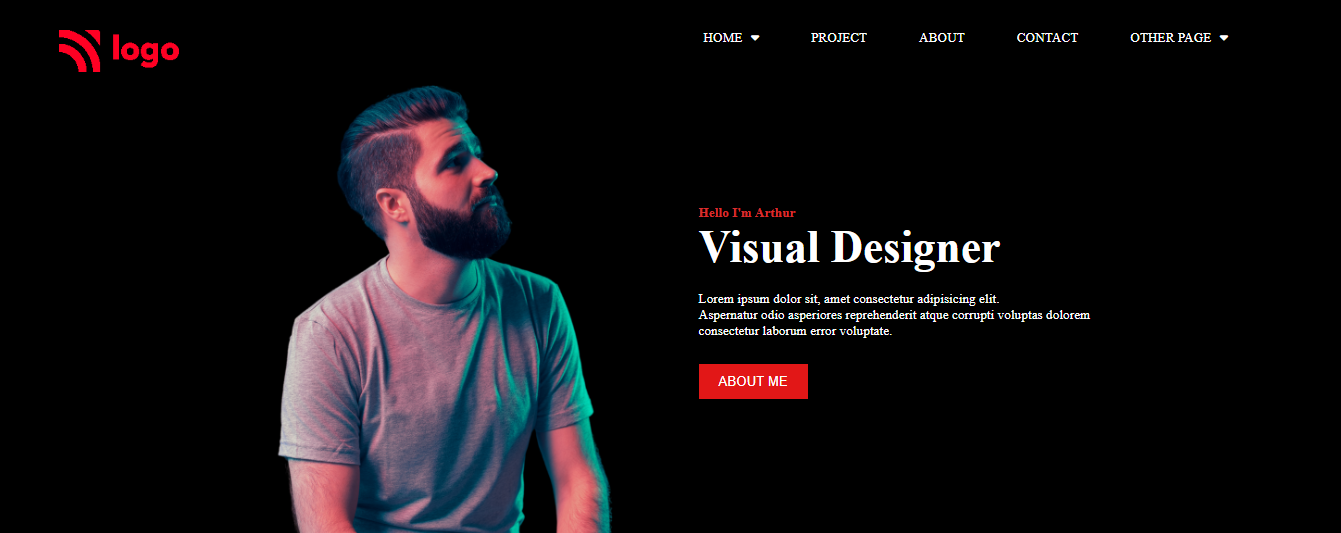 logo
HOME
PROJECT
ABOUT
CONTACT
OTHER PAGE
Hello I'm Arthur
Visual Designer
Lorem ipsum dolor sit, amet consectetur adipisicing elit.
Aspernatur odio asperiores reprehenderit atque corrupti voluptas dolorem
consectetur laborum error voluptate.
ABOUT ME